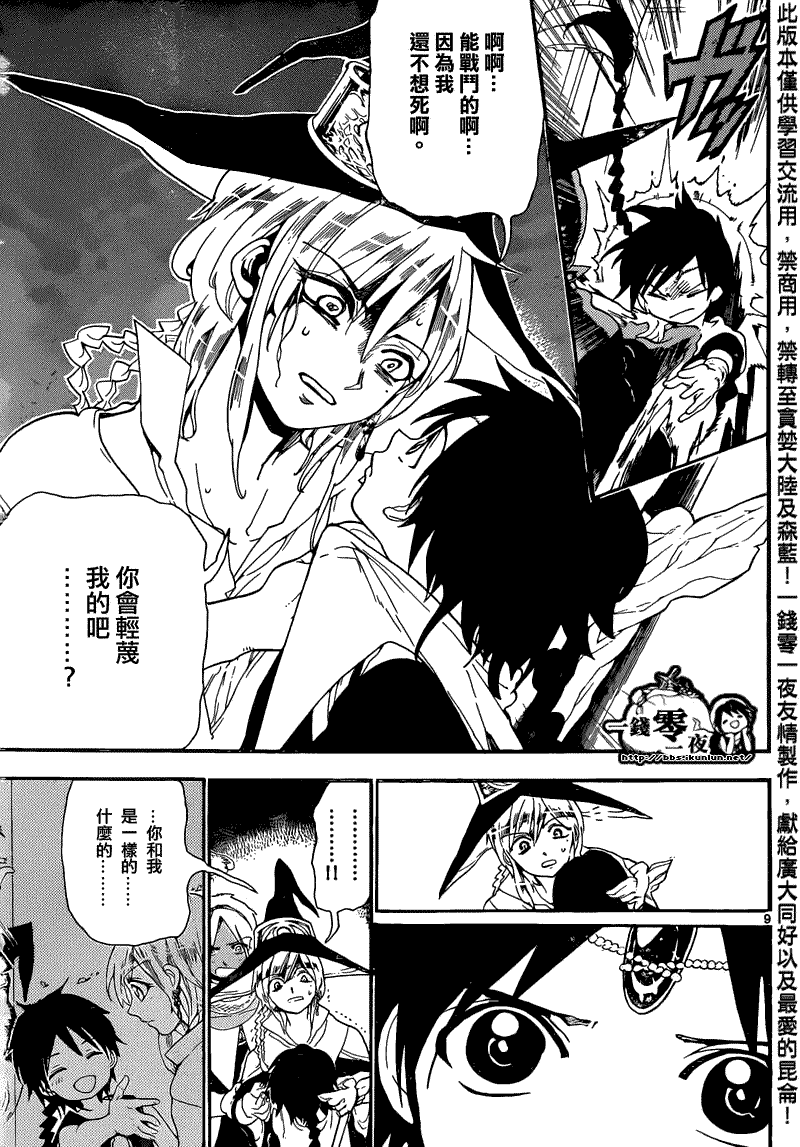 ガッ
啊啊…
能戰鬥的啊…
因為我
還不想死啊。
你會輕蔑
我的吧
…………?
一錢零一夜
http://bbs.ikunlun.net/
9
………
……!!
…你和我
是一樣的……
什麼的……
此版本僅供學習交流用，禁商用，禁轉至貪婪大陸及森藍！一錢零一夜友情製作，獻給廣大同好以及最愛的昆侖！